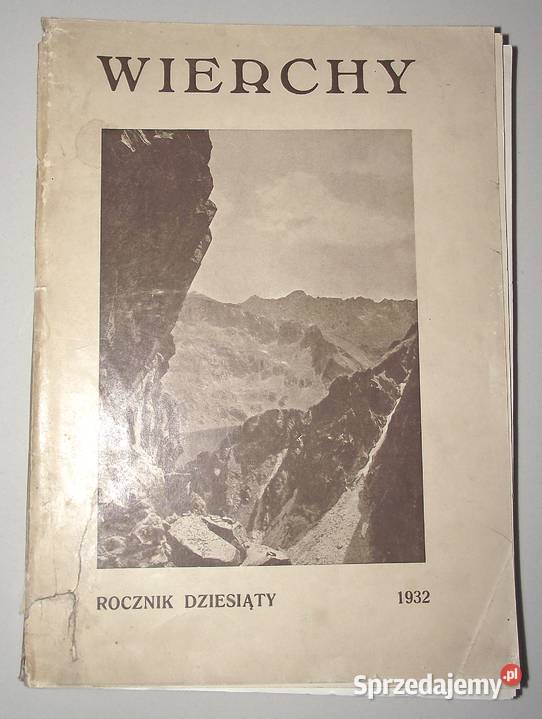 WIERCHY
ROCZNIK DZIESIĄTY 1932
Sprzedajemy.pl